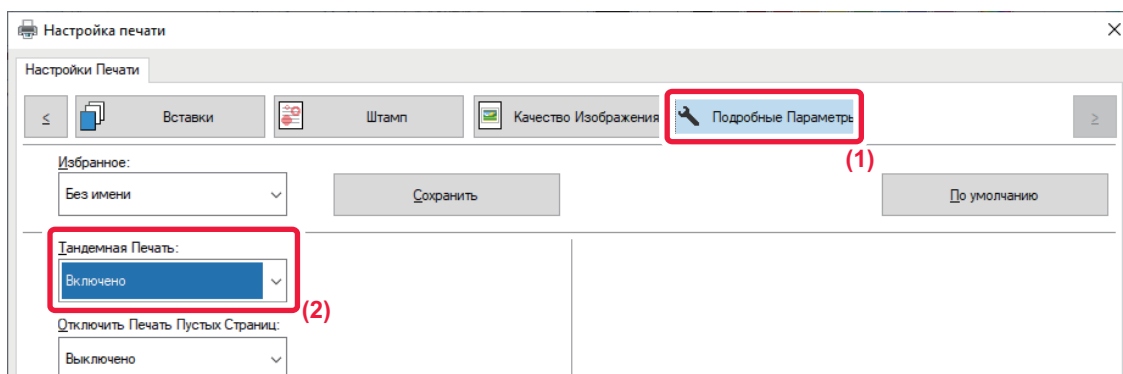 Настройка печати
Настройки Печати
< Вставки Штамп Качество Изображения Подробные Параметры >
(1)
Избранное:
Без имени Сохранить По умолчанию
Тандемная Печать:
Включено
(2)
Отключить Печать Пустых Страниц:
Выключено